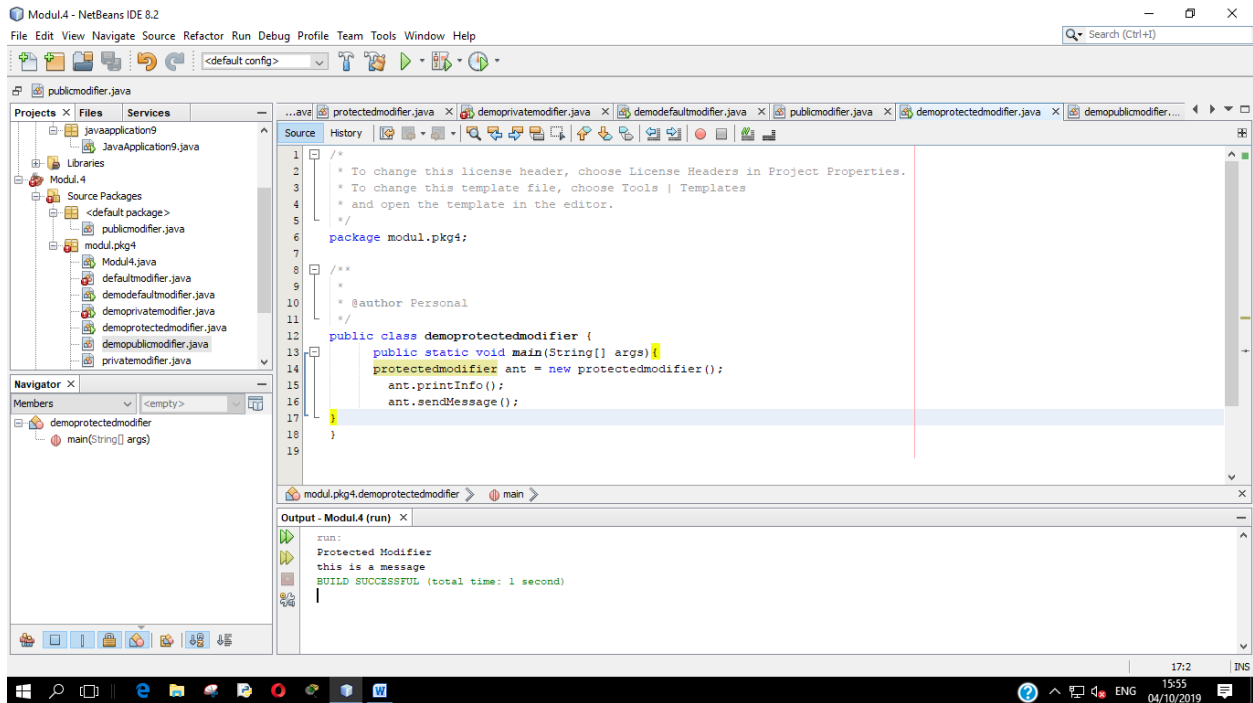 Modul.4 - NetBeans IDE 8.2
File Edit View Navigate Source Refactor Run Debug Profile Team Tools Window Help
Search (Ctrl+I)
<default config>
publicmodifier.java
Projects Files Services
...ava protectedmodifier.java demoprivatemodifier.java demodefaultmodifier.java publicmodifier.java demoprotectedmodifier.java demopublicmodifier....
javaapplication9
JavaApplication9.java
Libraries
Modul.4
Source Packages
<default package>
publicmodifier.java
modul.pkg4
Modul4.java
defaultmodifier.java
demodefaultmodifier.java
demoprivatemodifier.java
demoprotectedmodifier.java
demopublicmodifier.java
privatemodifier.java
Navigator
Members <empty>
demoprotectedmodifier
main(String[] args)
Source History
1 /*
2 * To change this license header, choose License Headers in Project Properties.
3 * To change this template file, choose Tools | Templates
4 * and open the template in the editor.
5 */
6 package modul.pkg4;
7
8 /**
9 *
10 * @author Personal
11 */
12 public class demoprotectedmodifier {
13 public static void main(String[] args){
14 protectedmodifier ant = new protectedmodifier();
15 ant.printInfo();
16 ant.sendMessage();
17 }
18 }
19
modul.pkg4.demoprotectedmodifier main
Output - Modul.4 (run)
run:
Protected Modifier
this is a message
BUILD SUCCESSFUL (total time: 1 second)
17:2 INS
ENG
15:55
04/10/2019